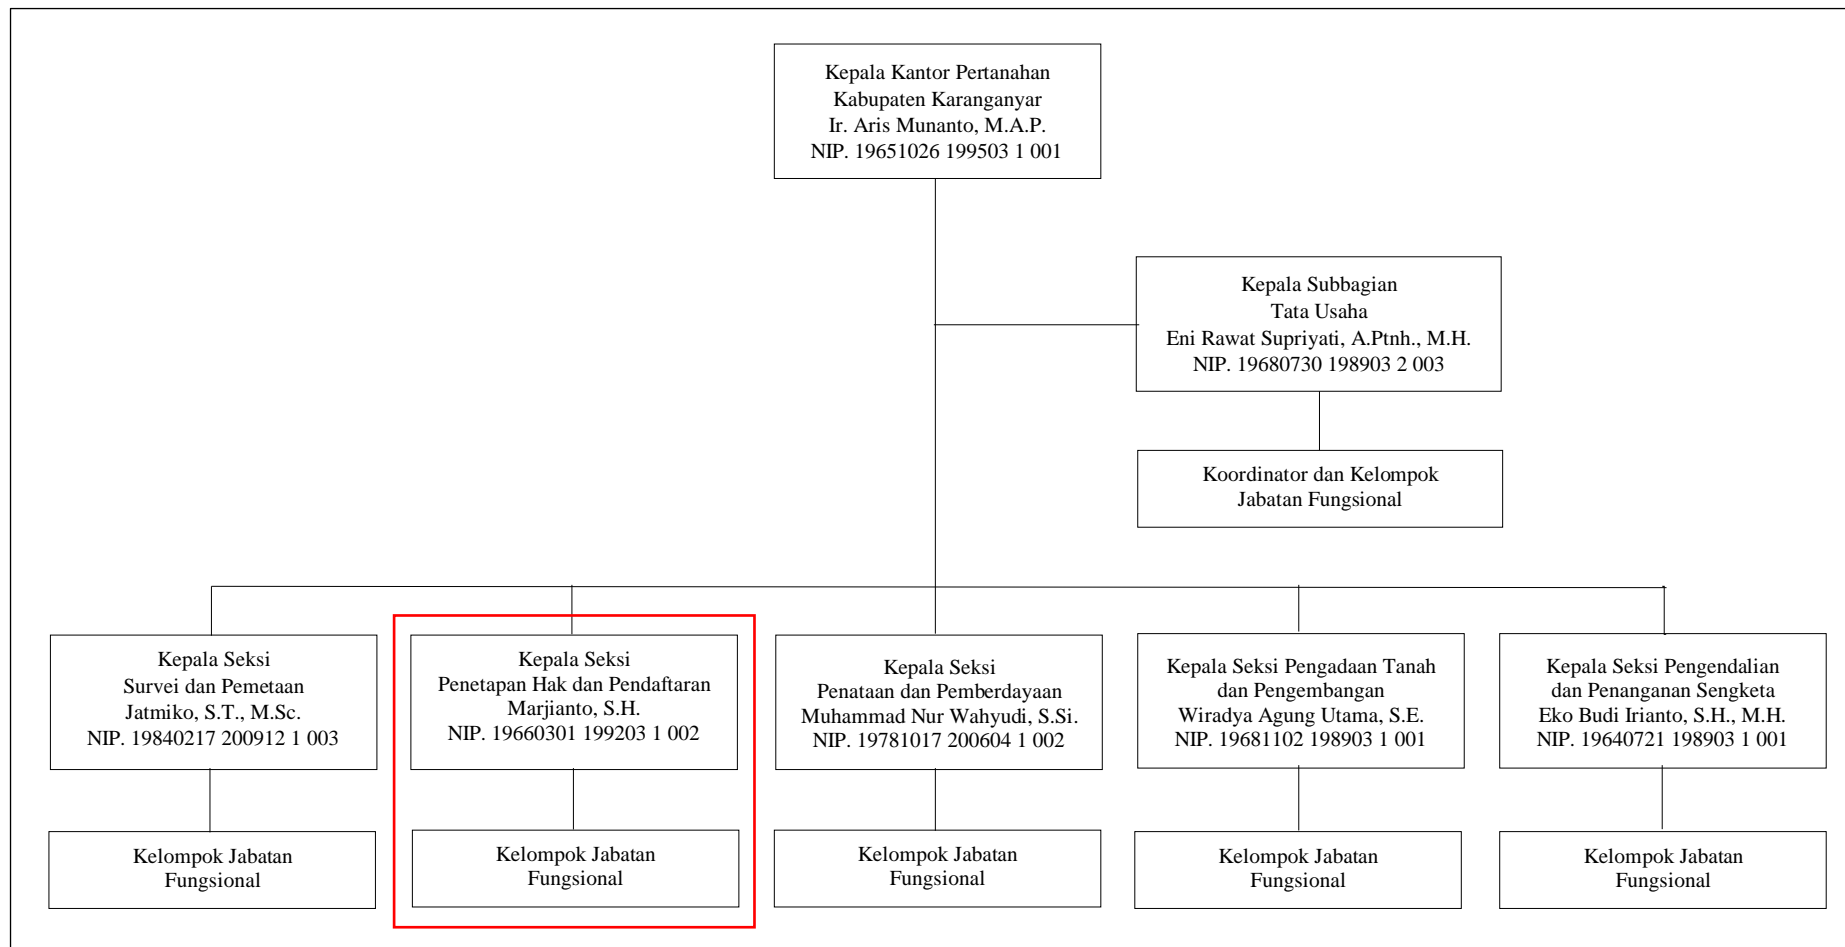 Kepala Kantor Pertanahan
Kabupaten Karanganyar
Ir. Aris Munanto, M.A.P.
NIP. 19651026 199503 1 001
Kepala Subbagian
Tata Usaha
Eni Rawat Supriyati, A.Ptnh., M.H.
NIP. 19680730 198903 2 003
Koordinator dan Kelompok
Jabatan Fungsional
Kepala Seksi
Survei dan Pemetaan
Jatmiko, S.T., M.Sc.
NIP. 19840217 200912 1 003
Kepala Seksi
Penetapan Hak dan Pendaftaran
Marjianto, S.H.
NIP. 19660301 199203 1 002
Kepala Seksi
Penataan dan Pemberdayaan
Muhammad Nur Wahyudi, S.Si.
NIP. 19781017 200604 1 002
Kepala Seksi Pengadaan Tanah
dan Pengembangan
Wiradya Agung Utama, S.E.
NIP. 19681102 198903 1 001
Kepala Seksi Pengendalian
dan Penanganan Sengketa
Eko Budi Irianto, S.H., M.H.
NIP. 19640721 198903 1 001
Kelompok Jabatan
Fungsional
Kelompok Jabatan
Fungsional
Kelompok Jabatan
Fungsional
Kelompok Jabatan
Fungsional
Kelompok Jabatan
Fungsional